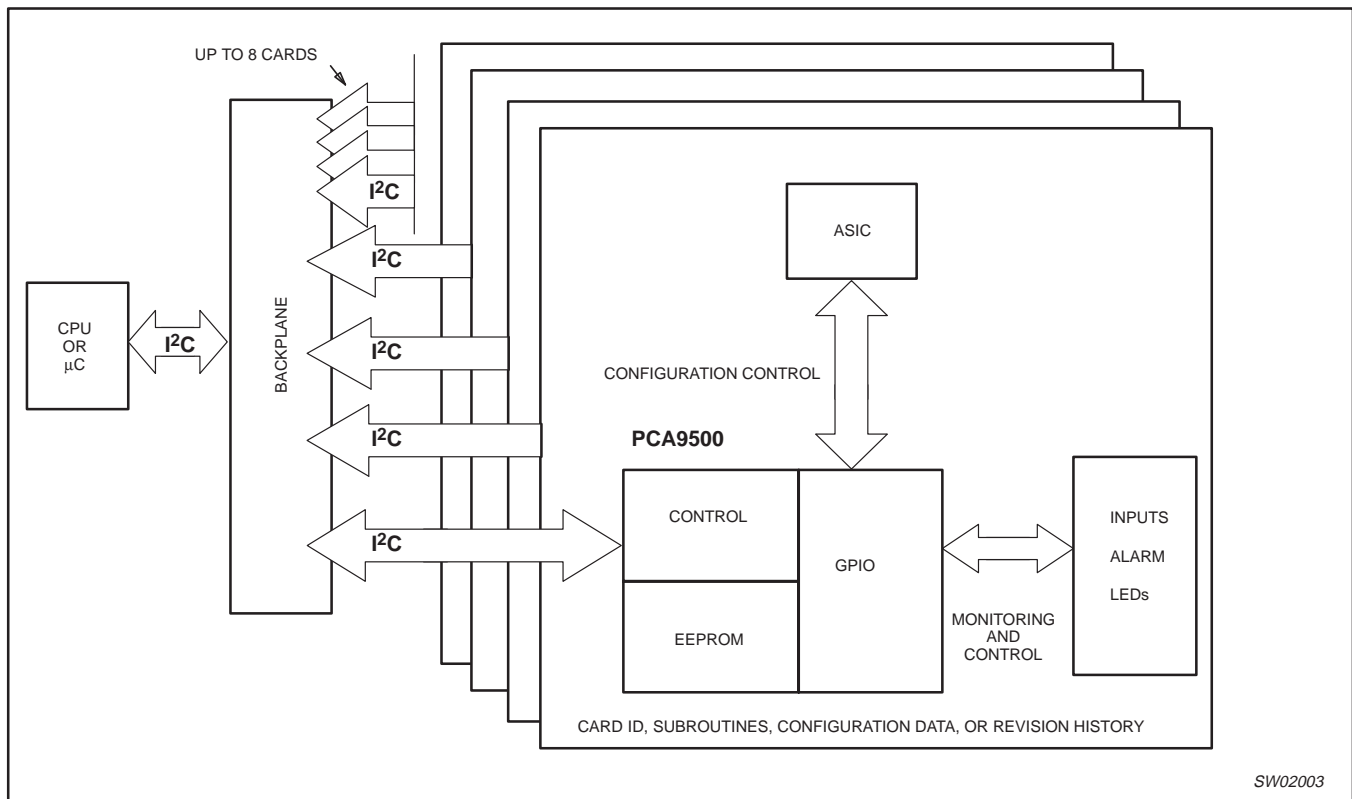 UP TO 8 CARDS
I²C
I²C
I²C
I²C
I²C
I²C
CPU
OR
μC
BACKPLANE
ASIC
CONFIGURATION CONTROL
PCA9500
CONTROL
EEPROM
GPIO
INPUTS
ALARM
LEDs
MONITORING
AND
CONTROL
CARD ID, SUBROUTINES, CONFIGURATION DATA, OR REVISION HISTORY
SW02003